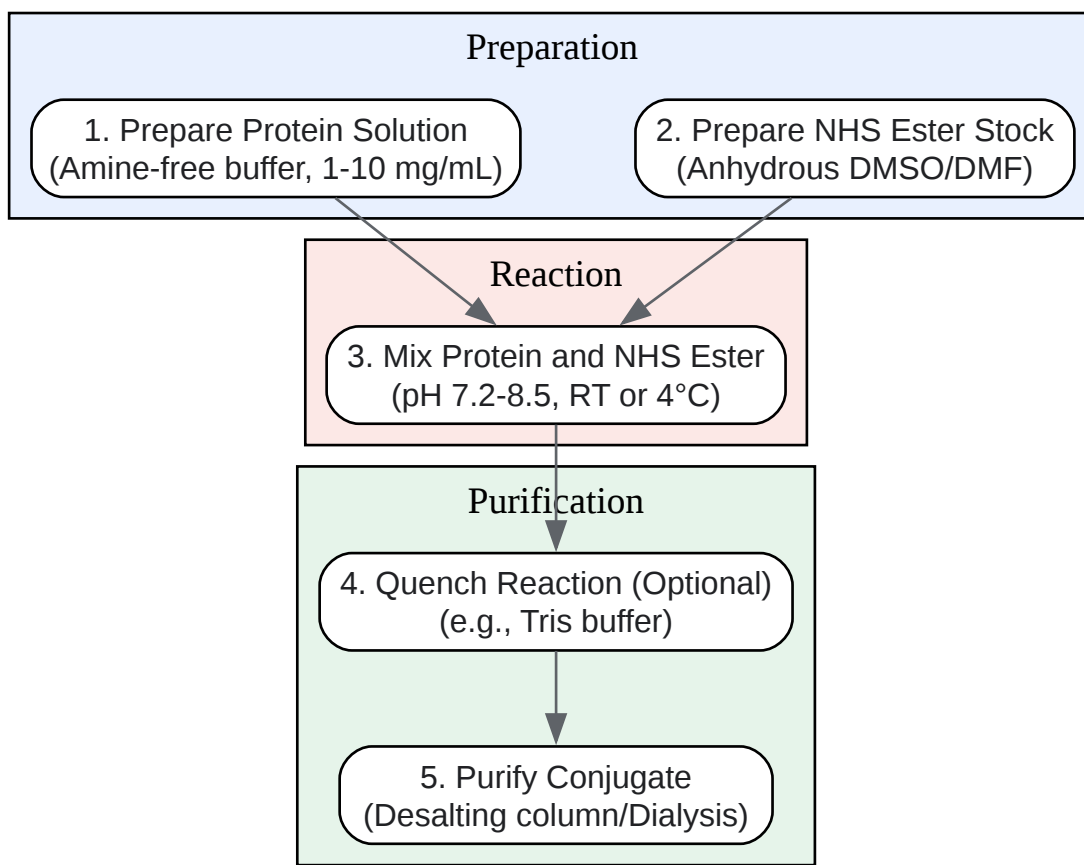 Preparation
1. Prepare Protein Solution
(Amine-free buffer, 1-10 mg/mL)
2. Prepare NHS Ester Stock
(Anhydrous DMSO/DMF)
Reaction
3. Mix Protein and NHS Ester
(pH 7.2-8.5, RT or 4°C)
Purification
4. Quench Reaction (Optional)
(e.g., Tris buffer)
5. Purify Conjugate
(Desalting column/Dialysis)